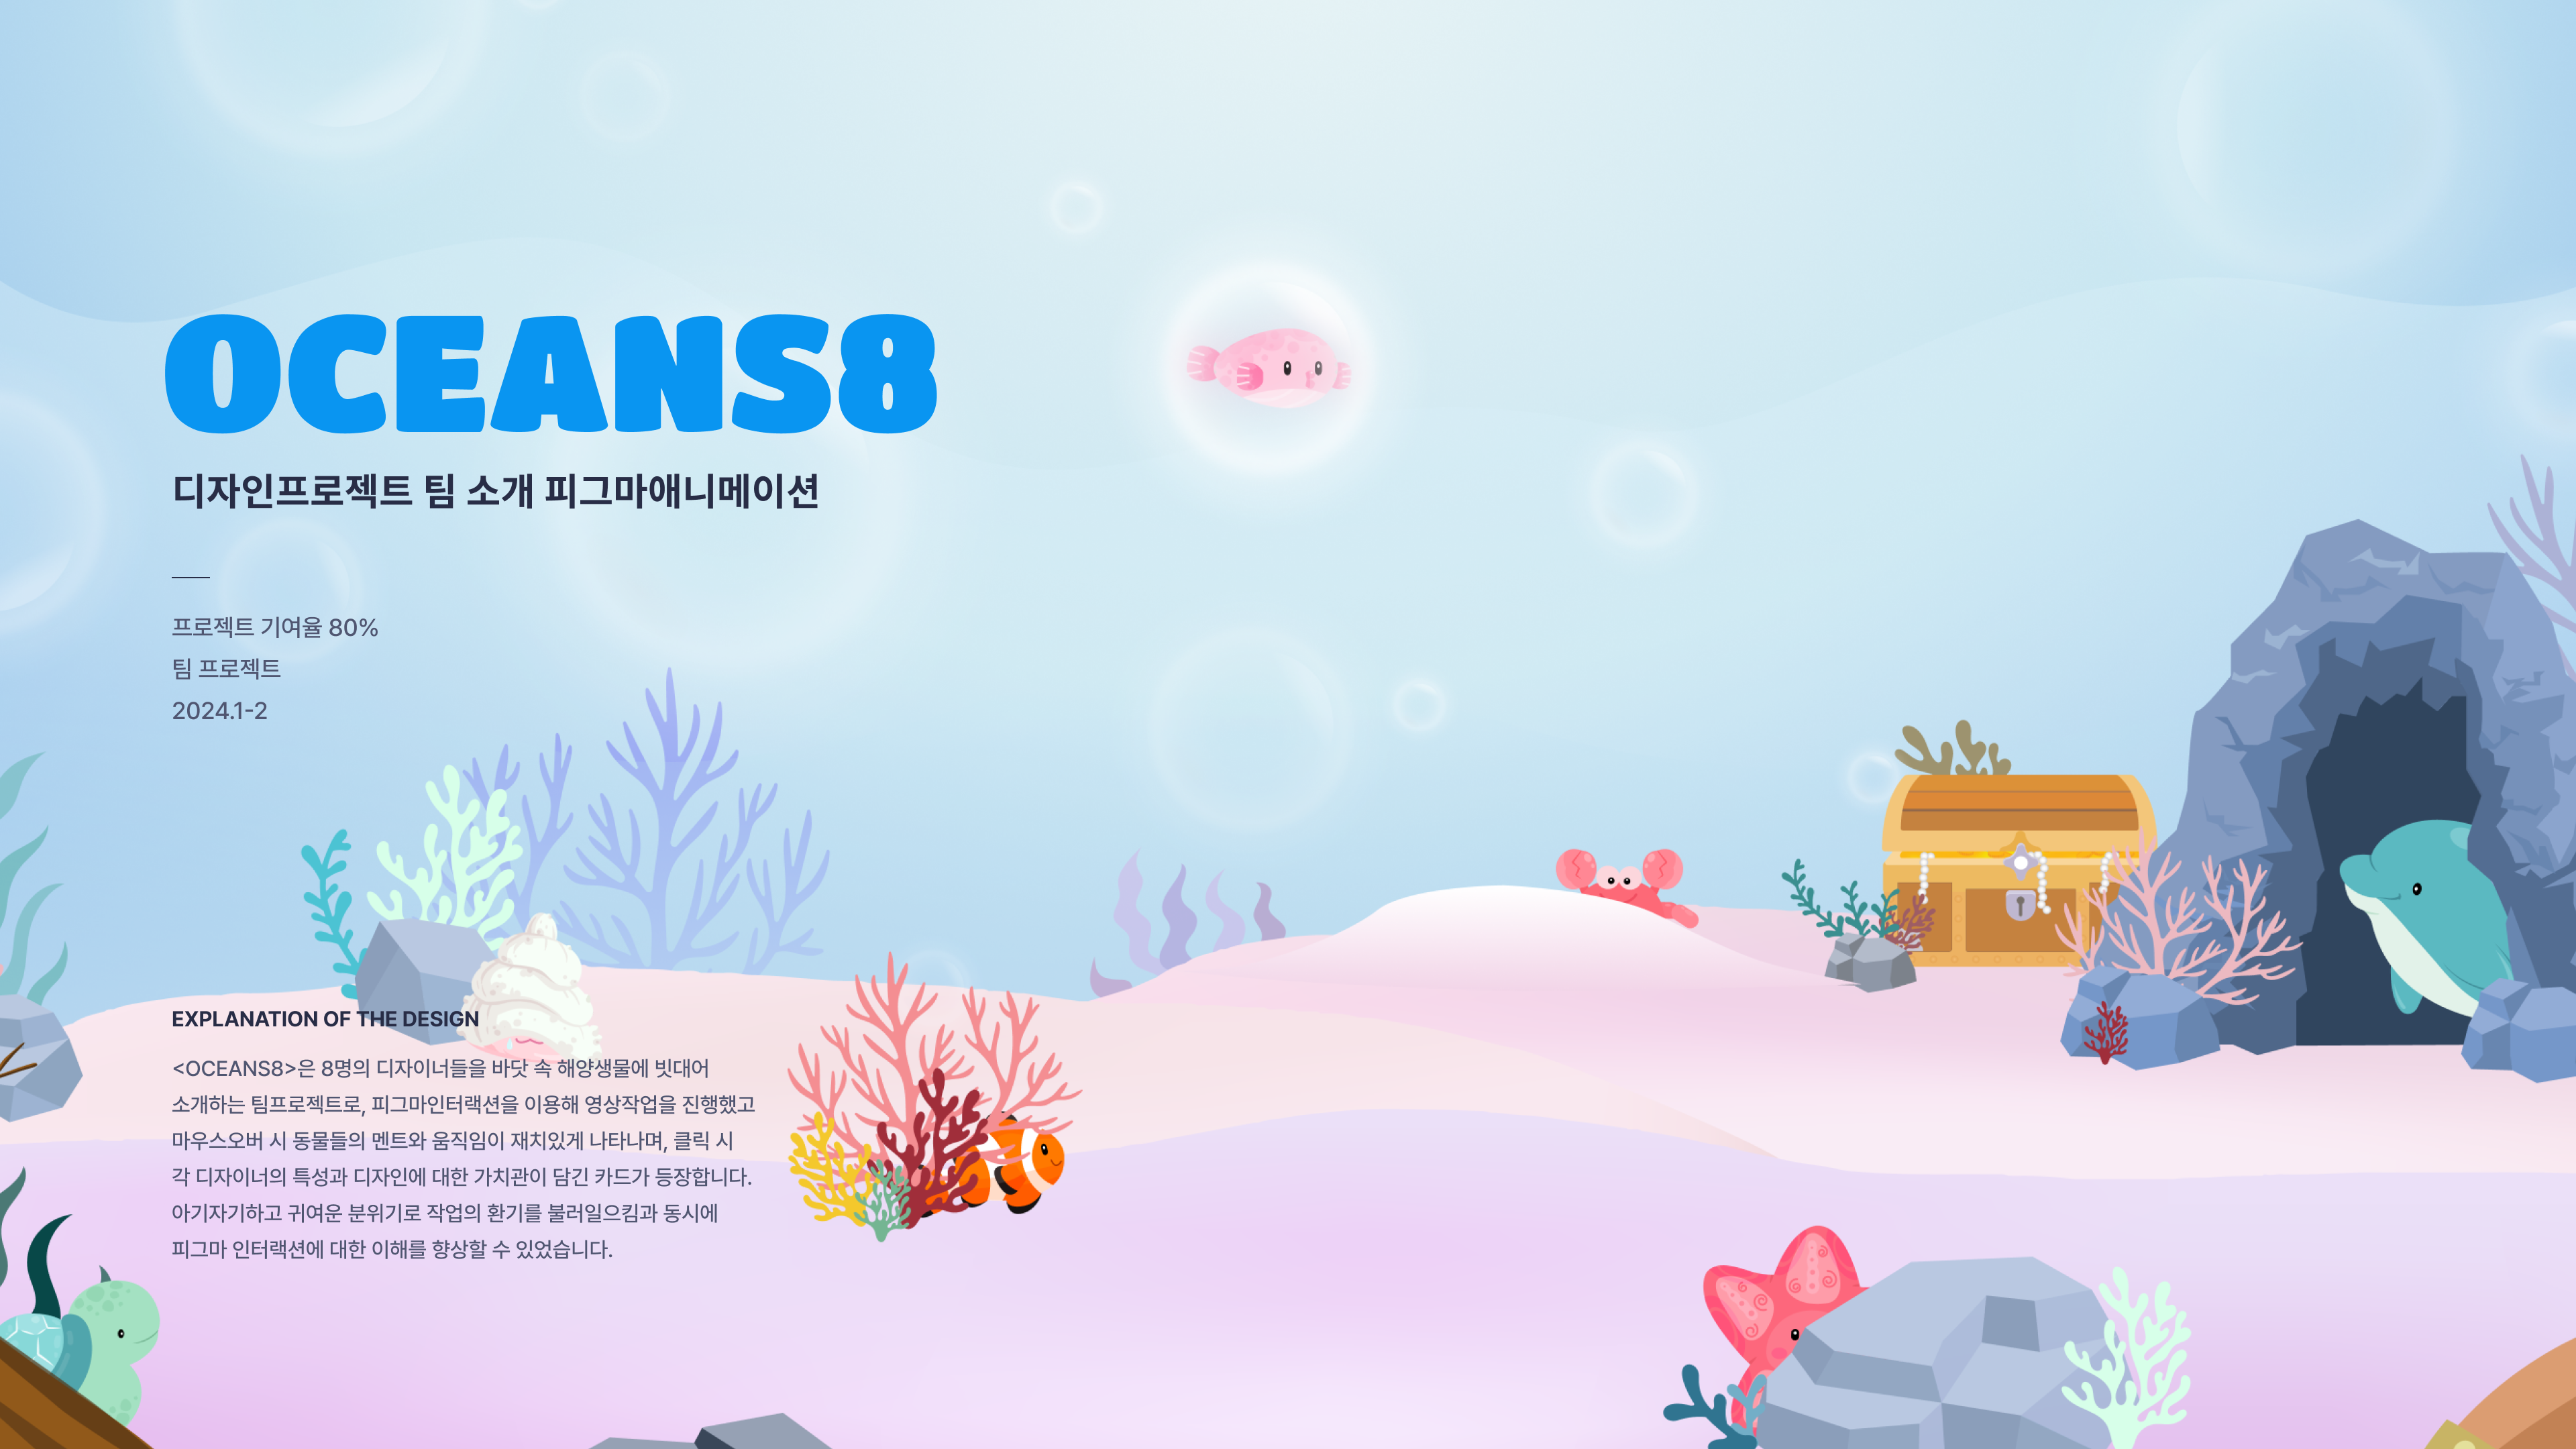 OCEANS8
디자인프로젝트 팀 소개 피그마애니메이션
프로젝트 기여율 80%
팀 프로젝트
2024.1-2
EXPLANATION OF THE DESIGN
<OCEANS8>은 8명의 디자이너들을 바닷 속 해양생물에 빗대어
소개하는 팀프로젝트로, 피그마인터랙션을 이용해 영상작업을 진행했고
마우스오버 시 동물들의 멘트와 움직임이 재치있게 나타나며, 클릭 시
각 디자이너의 특성과 디자인에 대한 가치관이 담긴 카드가 등장합니다.
아기자기하고 귀여운 분위기로 작업의 환기를 불러일으킴과 동시에
피그마 인터랙션에 대한 이해를 향상할 수 있었습니다.